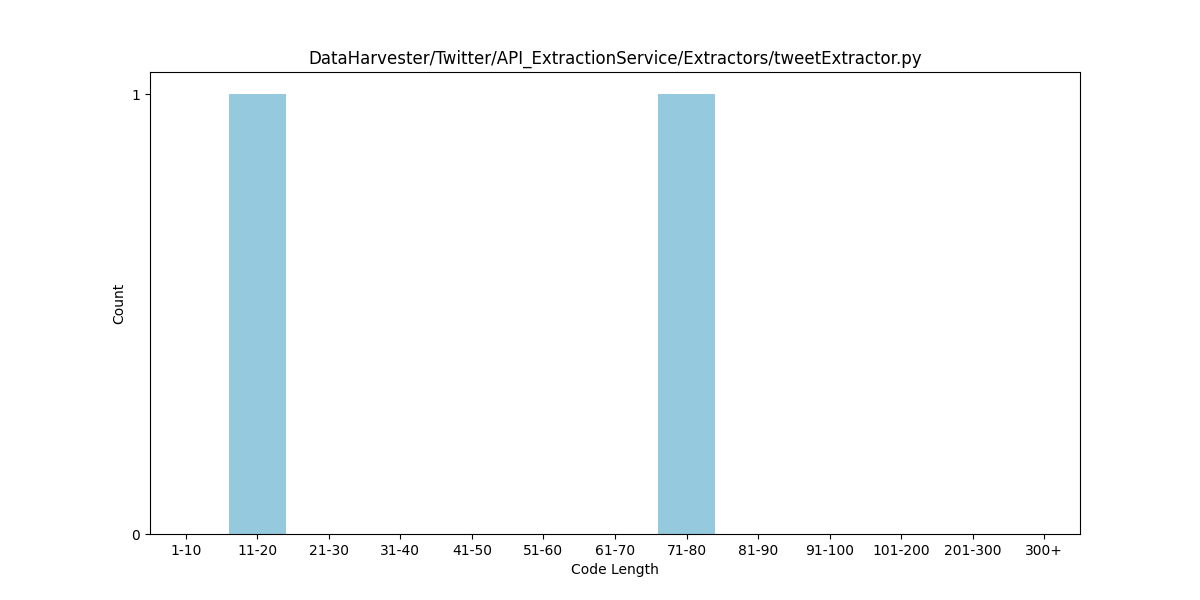 DataHarvester/Twitter/API_ExtractionService/Extractors/tweetExtractor.py
1
Count
0
1-10 11-20 21-30 31-40 41-50 51-60 61-70 71-80 81-90 91-100 101-200 201-300 300+
Code Length